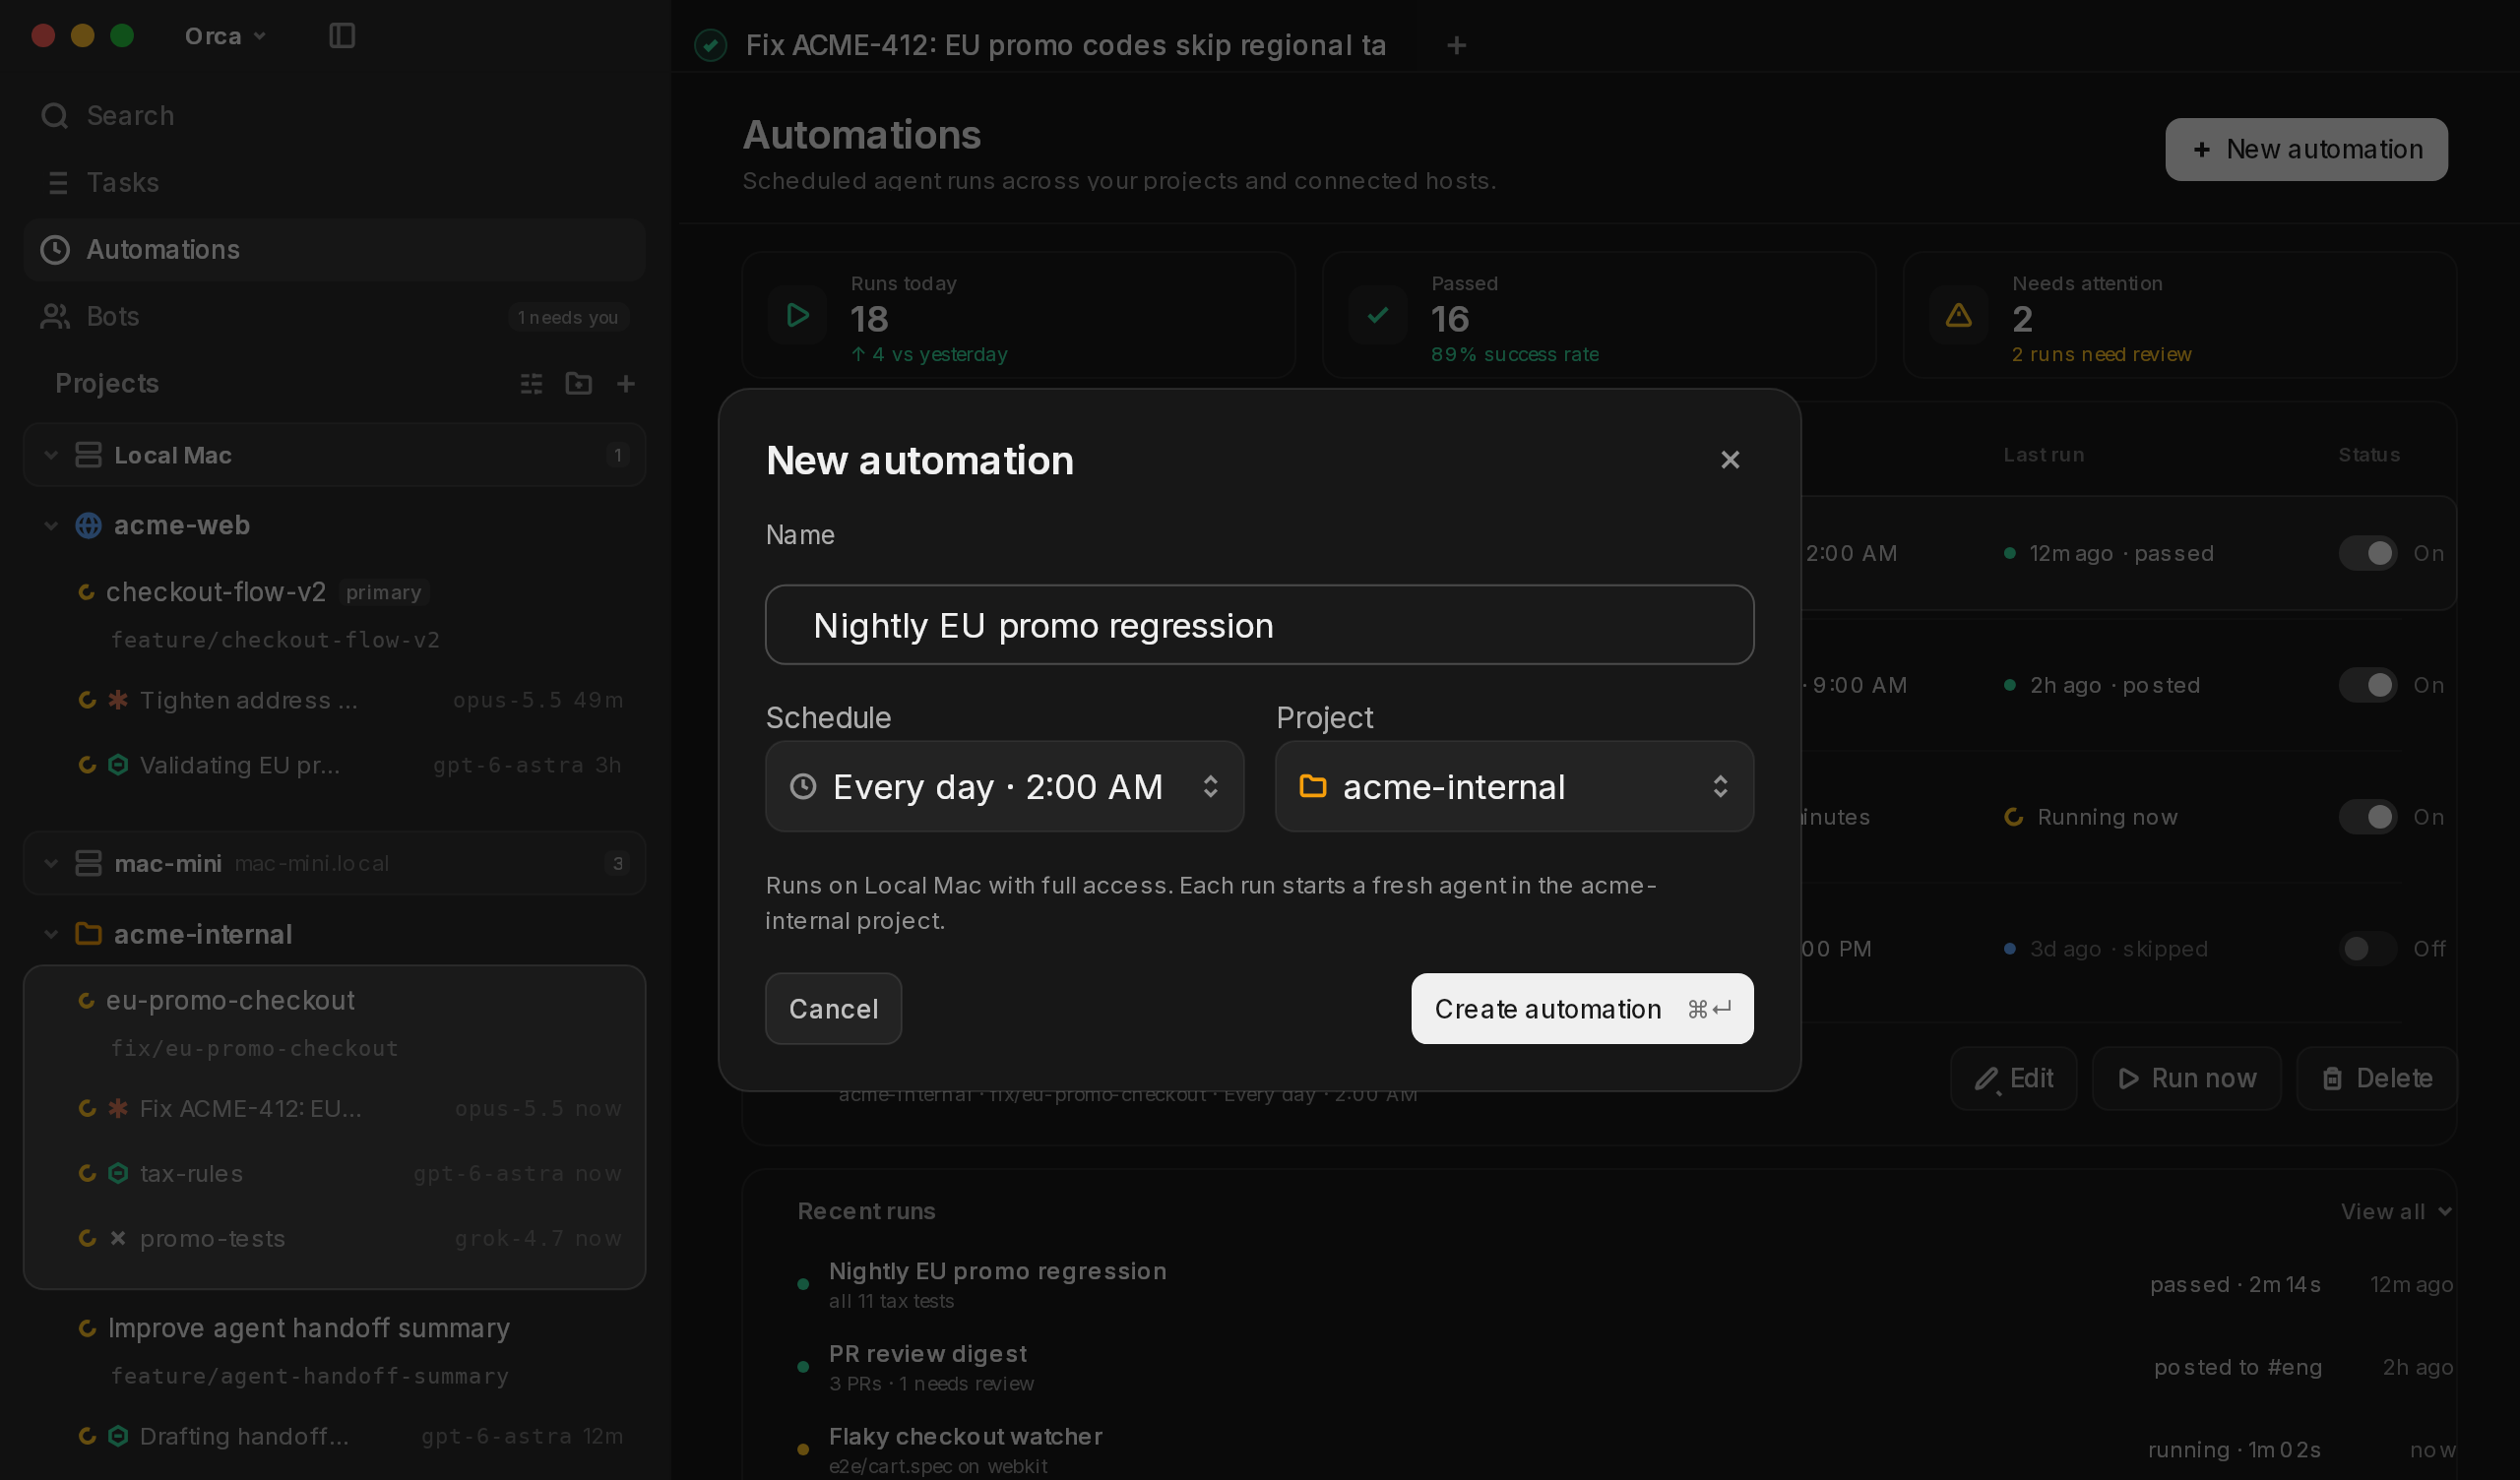 Orca
Search
Tasks
Automations
Bots
1 needs you
Projects
Local Mac
1
acme-web
checkout-flow-v2 primary
feature/checkout-flow-v2
Tighten address ... opus-5.5 49m
Validating EU pr... gpt-6-astra 3h
mac-mini mac-mini.local 3
acme-internal
eu-promo-checkout
fix/eu-promo-checkout
Fix ACME-412: EU... opus-5.5 now
tax-rules gpt-6-astra now
promo-tests grok-4.7 now
Improve agent handoff summary
feature/agent-handoff-summary
Drafting handoff... gpt-6-astra 12m
Fix ACME-412: EU promo codes skip regional ta
Automations
Scheduled agent runs across your projects and connected hosts.
New automation
Runs today
18
↑ 4 vs yesterday
Passed
16
89% success rate
Needs attention
2
2 runs need review
Last run Status
2:00 AM 12m ago · passed On
· 9:00 AM 2h ago · posted On
inutes Running now On
00 PM 3d ago · skipped Off
New automation
Name
Nightly EU promo regression
Schedule
Every day · 2:00 AM
Project
acme-internal
Runs on Local Mac with full access. Each run starts a fresh agent in the acme-
internal project.
Cancel
Create automation ⌘↵
acme-internal · fix/eu-promo-checkout · Every day · 2:00 AM
Edit
Run now
Delete
Recent runs
View all
Nightly EU promo regression
all 11 tax tests
passed · 2m 14s 12m ago
PR review digest
3 PRs · 1 needs review
posted to #eng 2h ago
Flaky checkout watcher
e2e/cart.spec on webkit
running · 1m 02s now